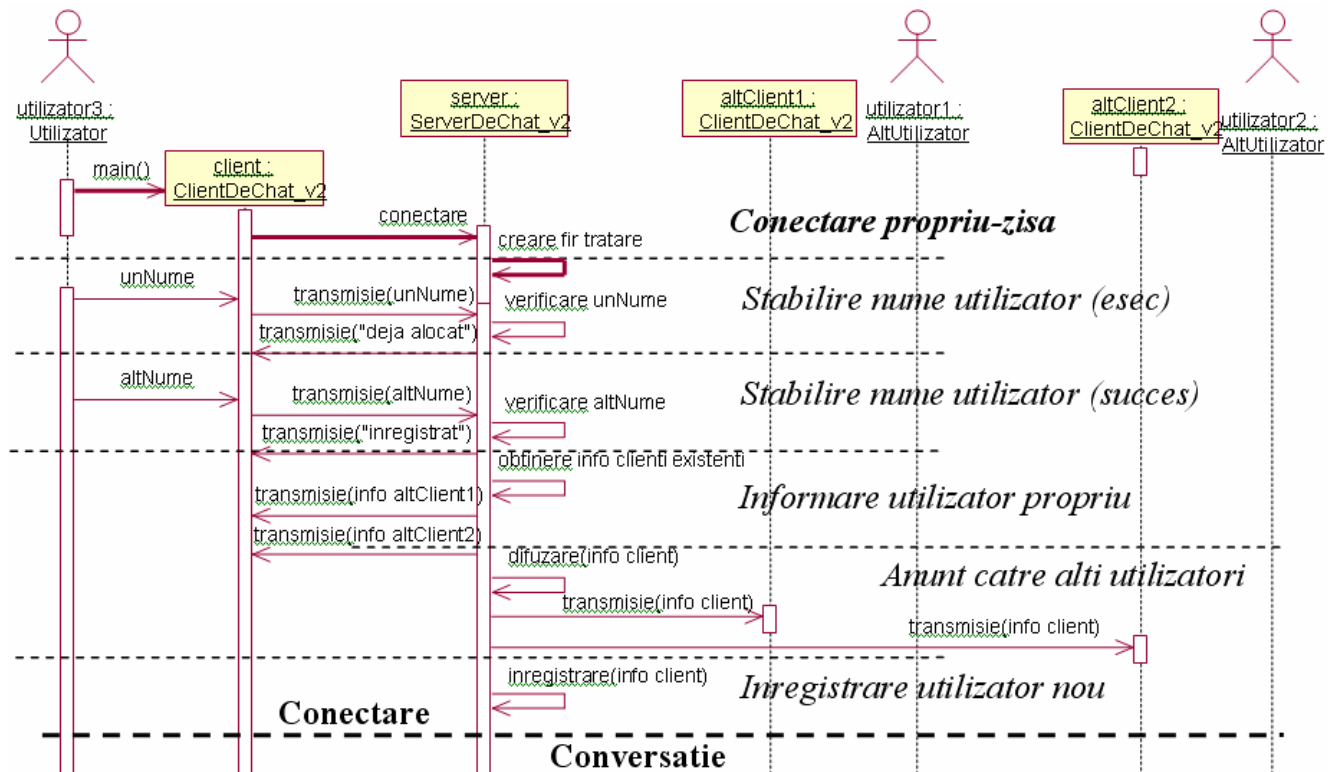 utilizator3 :
Utilizator
client :
ClientDeChat_v2
server :
ServerDeChat_v2
altClient1 :
ClientDeChat_v2
utilizator1 :
AltUtilizator
altClient2 :
ClientDeChat_v2
utilizator2 :
AltUtilizator
main()
conectare
Conectare propriu-zisa
creare fir tratare
unNume
transmisie(unNume)
verificare unNume
Stabilire nume utilizator (esec)
transmisie("deja alocat")
altNume
transmisie(altNume)
verificare altNume
Stabilire nume utilizator (succes)
transmisie("inregistrat")
obtinere info clienti existenti
transmisie(info altClient1)
Informare utilizator propriu
transmisie(info altClient2)
difuzare(info client)
Anunt catre alti utilizatori
transmisie(info client)
transmisie(info client)
inregistrare(info client)
Inregistrare utilizator nou
Conectare
Conversatie